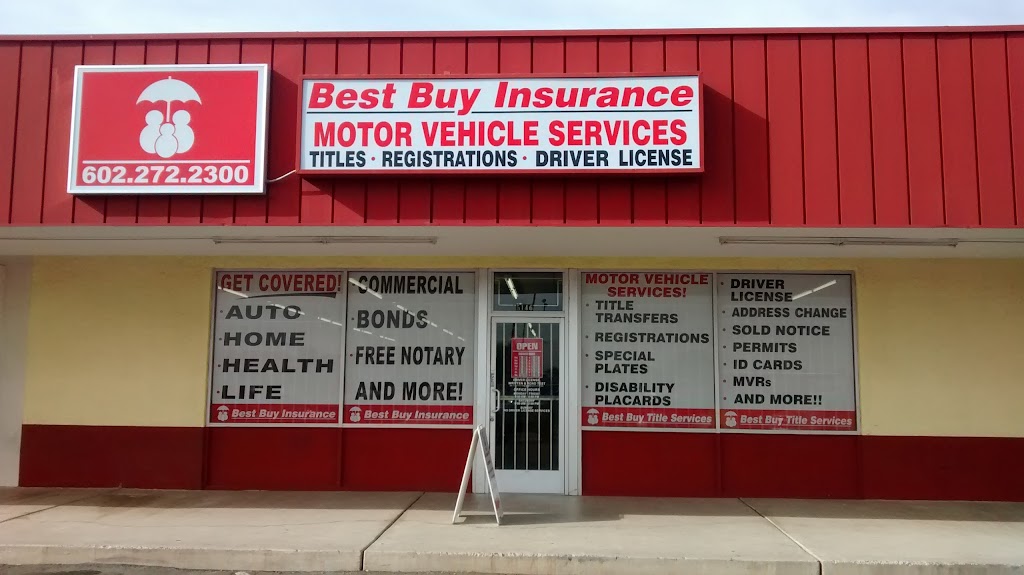 602.272.2300
Best Buy Insurance
MOTOR VEHICLE SERVICES
TITLES · REGISTRATIONS · DRIVER LICENSE
GET COVERED!
· AUTO
· HOME
· HEALTH
· LIFE
Best Buy Insurance
COMMERCIAL
· BONDS
· FREE NOTARY
AND MORE!
Best Buy Insurance
OPEN
MOTOR VEHICLE
SERVICES!
· TITLE
TRANSFERS
· REGISTRATIONS
· SPECIAL
PLATES
· DISABILITY
PLACARDS
Best Buy Title Services
· DRIVER
LICENSE
· ADDRESS CHANGE
· SOLD NOTICE
· PERMITS
· ID CARDS
· MVRs
· AND MORE!!
Best Buy Title Services